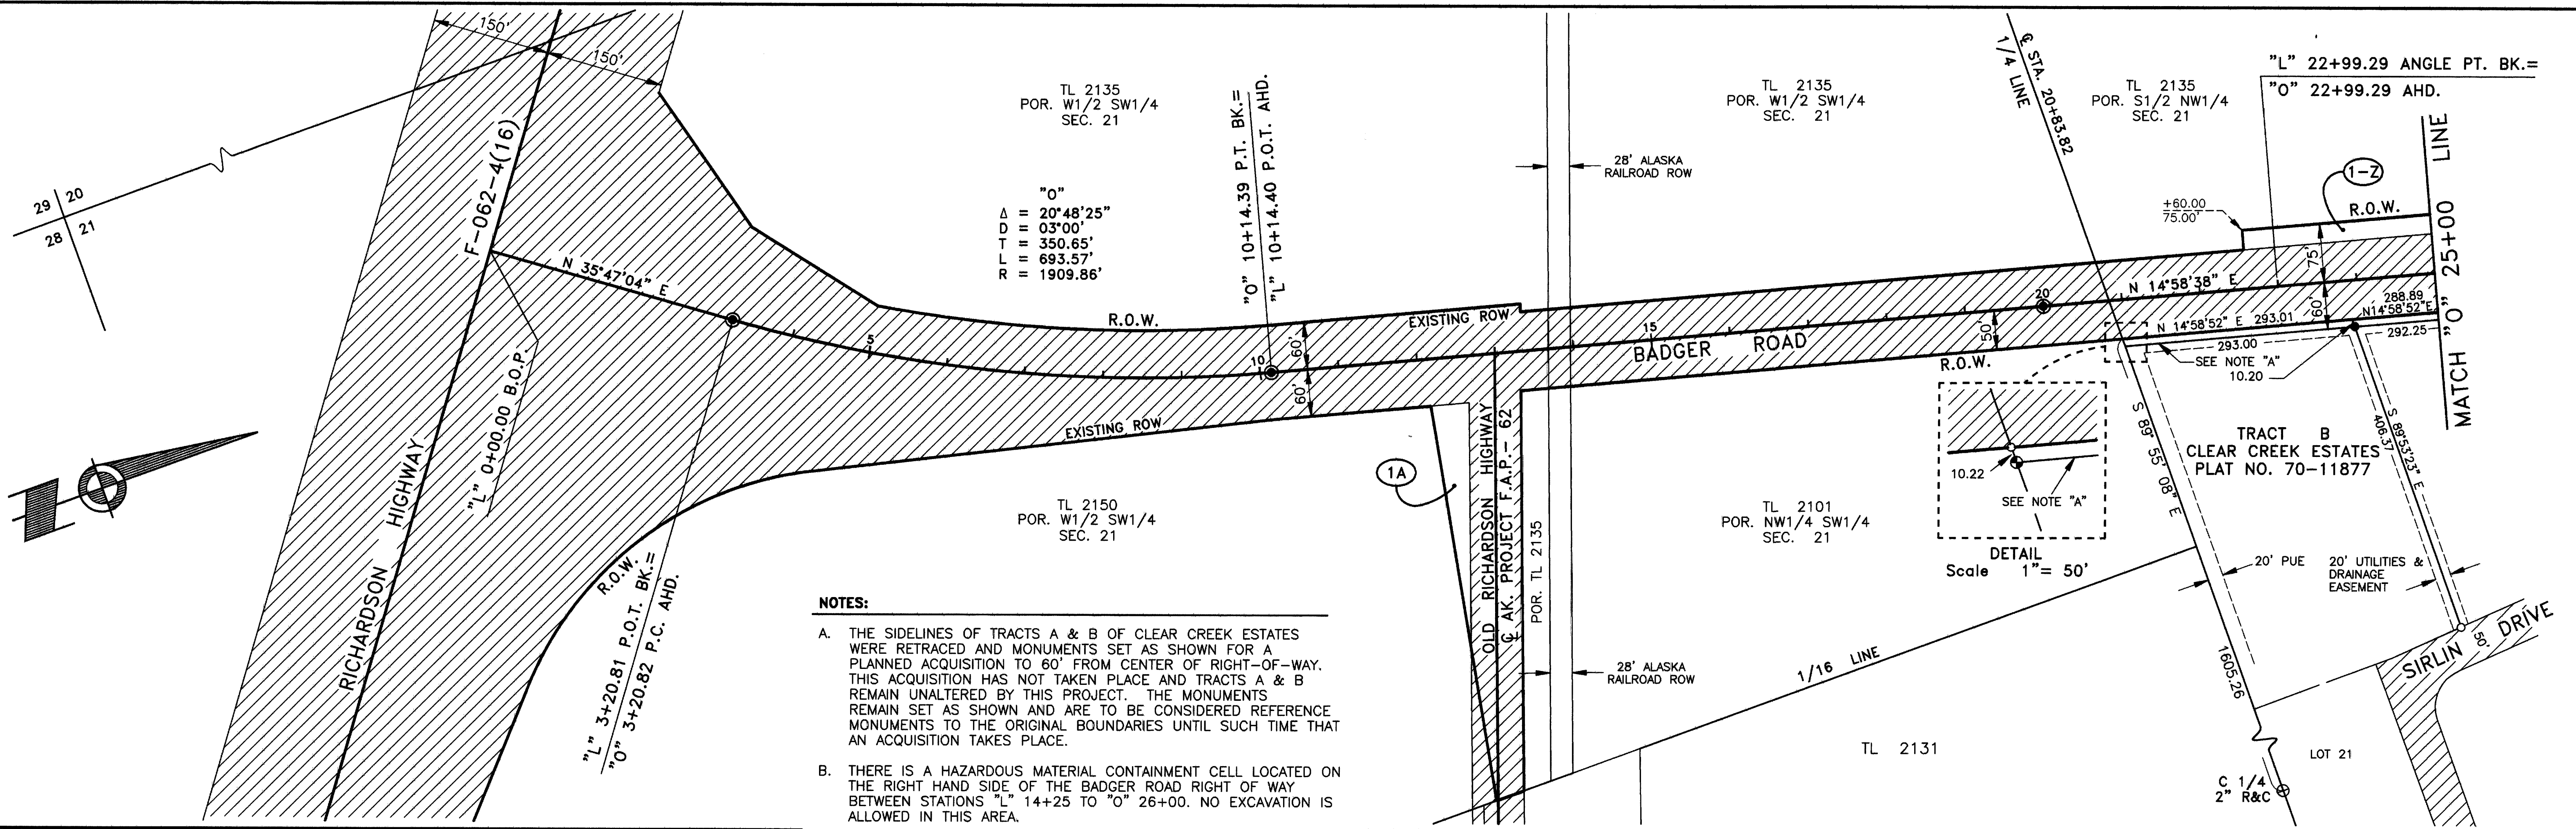 150'
150'
29
20
28
21
F-062-4(16)
TL 2135
POR. W1/2 SW1/4
SEC. 21
"O"
Δ = 20°48'25"
D = 03°00'
T = 350.65'
L = 693.57'
R = 1909.86'
"O" 10+14.39 P.T. BK.=
"L" 10+14.40 P.O.T. AHD.
28' ALASKA
RAILROAD ROW
TL 2135
POR. W1/2 SW1/4
SEC. 21
℄ STA. 20+83.82
1/4 LINE
TL 2135
POR. S1/2 NW1/4
SEC. 21
"L" 22+99.29 ANGLE PT. BK.=
"O" 22+99.29 AHD.
1-Z
+60.00
75.00'
R.O.W.
75'
60'
MATCH "O" 25+00 LINE
N 35°47'04" E
5
R.O.W.
10
60'
60'
EXISTING ROW
15
BADGER ROAD
50'
20
N 14°58'38" E
288.89
N14°58'52"E
N 14°58'52" E 293.01
293.00
292.25
SEE NOTE "A"
10.20
R.O.W.
"L" 0+00.00 B.O.P.
RICHARDSON HIGHWAY
EXISTING ROW
R.O.W.
"L" 3+20.81 P.O.T. BK.=
"O" 3+20.82 P.C. AHD.
TL 2150
POR. W1/2 SW1/4
SEC. 21
1A
OLD RICHARDSON HIGHWAY
℄ AK. PROJECT F.A.P.- 62
POR. TL 2135
28' ALASKA
RAILROAD ROW
TL 2101
POR. NW1/4 SW1/4
SEC. 21
10.22
SEE NOTE "A"
DETAIL
Scale 1"= 50'
1/16 LINE
S 89° 55' 08" E
1605.26
TRACT B
CLEAR CREEK ESTATES
PLAT NO. 70-11877
S 89°53'23" E
406.37
20' PUE
20' UTILITIES &
DRAINAGE
EASEMENT
50'
SIRLIN DRIVE
TL 2131
LOT 21
C 1/4
2" R&C
NOTES:
A. THE SIDELINES OF TRACTS A & B OF CLEAR CREEK ESTATES
WERE RETRACED AND MONUMENTS SET AS SHOWN FOR A
PLANNED ACQUISITION TO 60' FROM CENTER OF RIGHT-OF-WAY.
THIS ACQUISITION HAS NOT TAKEN PLACE AND TRACTS A & B
REMAIN UNALTERED BY THIS PROJECT. THE MONUMENTS
REMAIN SET AS SHOWN AND ARE TO BE CONSIDERED REFERENCE
MONUMENTS TO THE ORIGINAL BOUNDARIES UNTIL SUCH TIME THAT
AN ACQUISITION TAKES PLACE.
B. THERE IS A HAZARDOUS MATERIAL CONTAINMENT CELL LOCATED ON
THE RIGHT HAND SIDE OF THE BADGER ROAD RIGHT OF WAY
BETWEEN STATIONS "L" 14+25 TO "O" 26+00. NO EXCAVATION IS
ALLOWED IN THIS AREA.